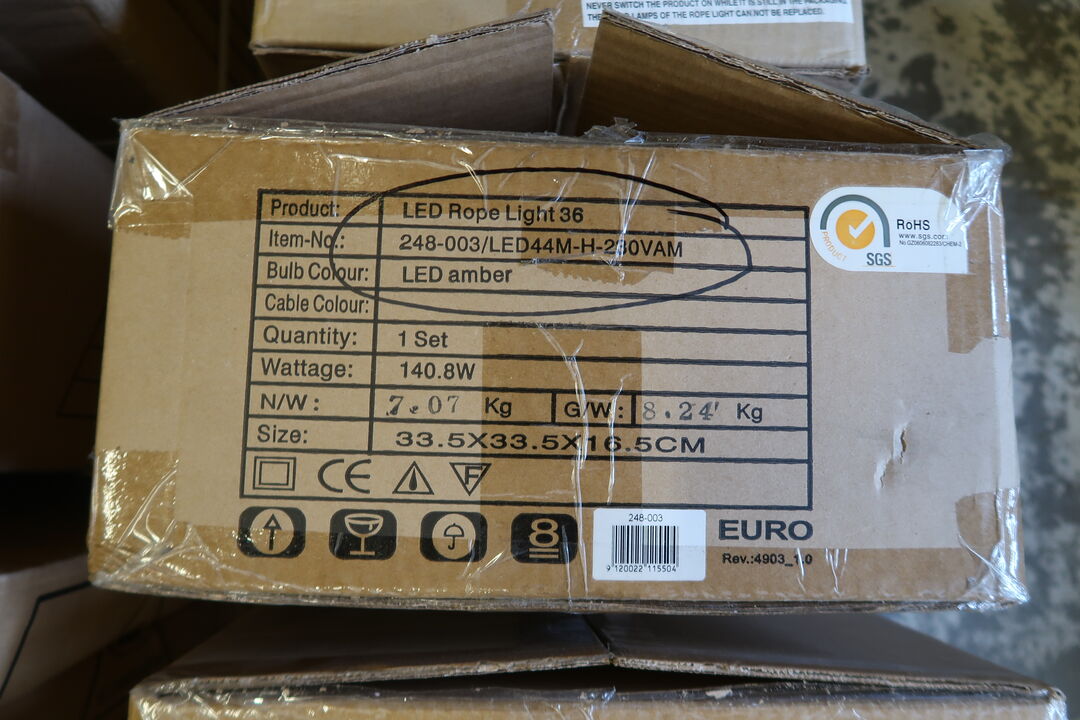 NEVER SWITCH THE PRODUCT ON WHILE IT IS STILL IN THE PACKAGING
THE LAMPS OF THE ROPE LIGHT CAN NOT BE REPLACED.
Product: LED Rope Light 36
Item-No.: 248-003/LED44M-H-230VAM
Bulb Colour: LED amber
Cable Colour:
Quantity: 1 Set
Wattage: 140.8W
N/W: 7.07 Kg G/W: 8.24 Kg
Size: 33.5X33.5X16.5CM
CE F
8
248-003
9 120022 115504
EURO
Rev.:4903_1.0
PRODUCT
SGS
RoHS
www.sgs.com